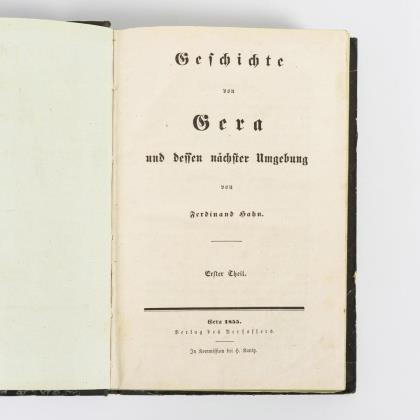 Geschichte
von
Gera
und dessen nächster Umgebung
von
Ferdinand Hahn.
Erster Theil.
Gera 1855.
Verlag des Verfassers.
In Kommission bei H. Kanitz.